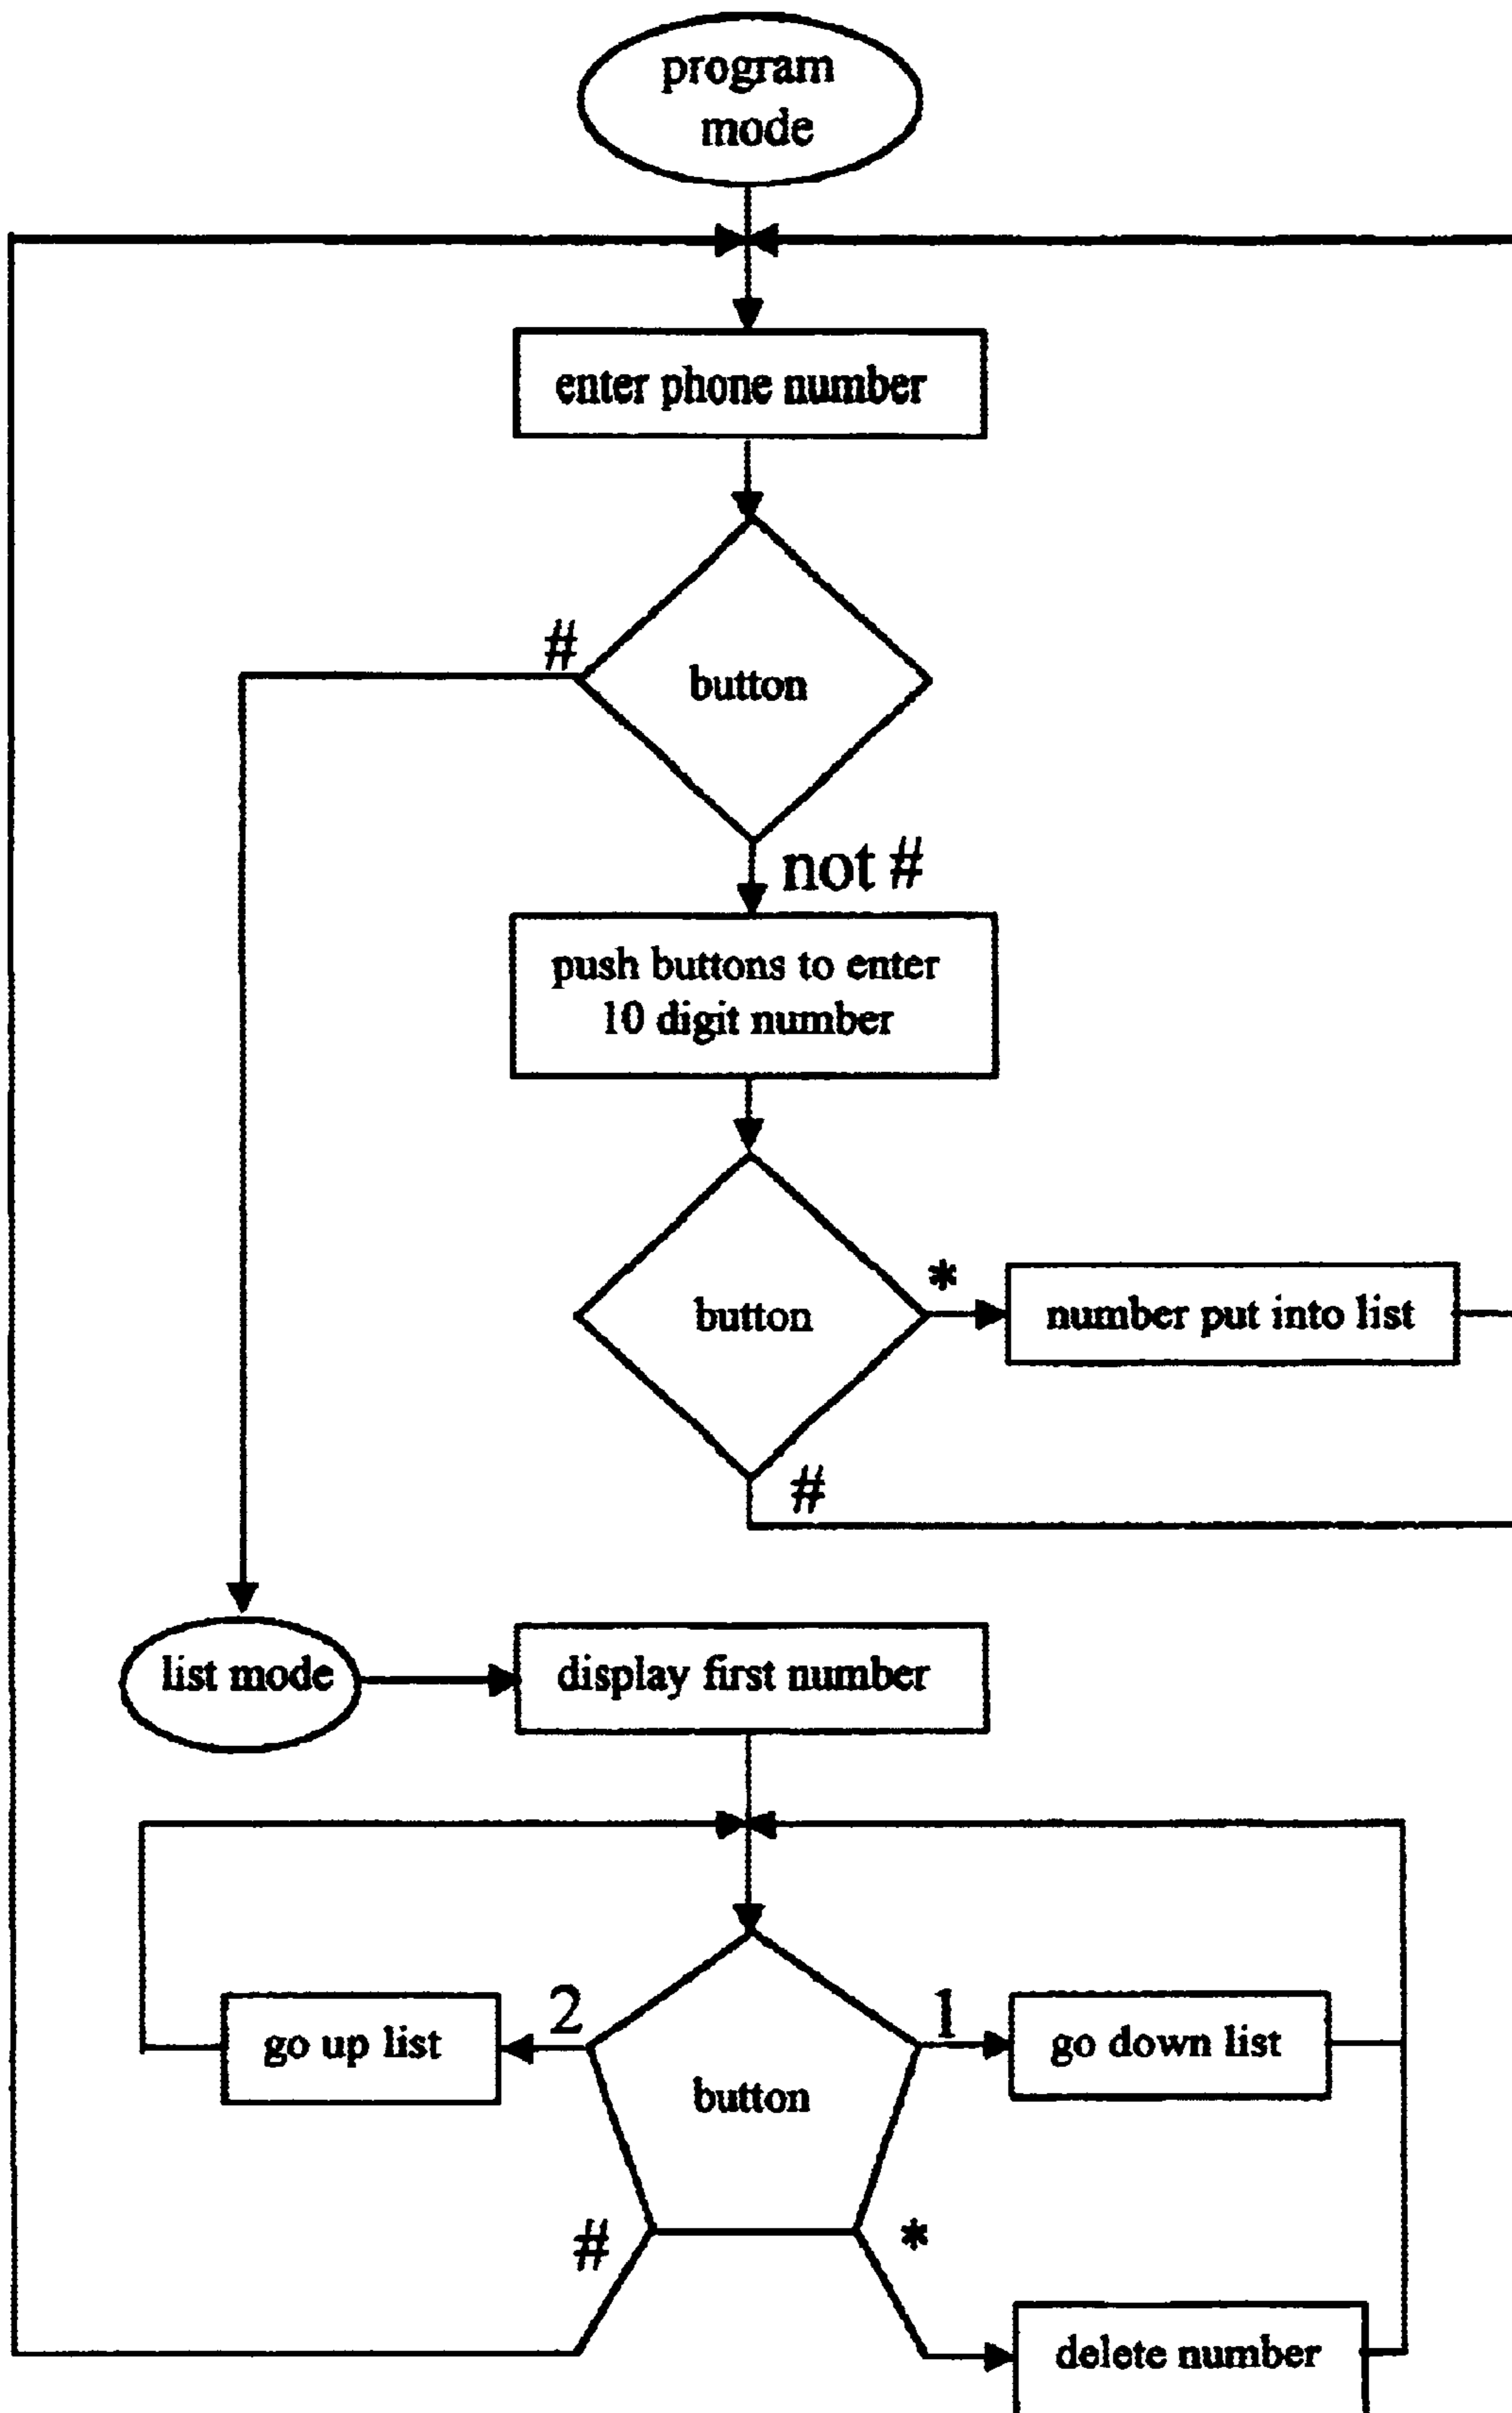 program
mode
enter phone number
#
button
not #
push buttons to enter
10 digit number
*
button
number put into list
#
list mode
display first number
2
1
go up list
go down list
button
#
*
delete number